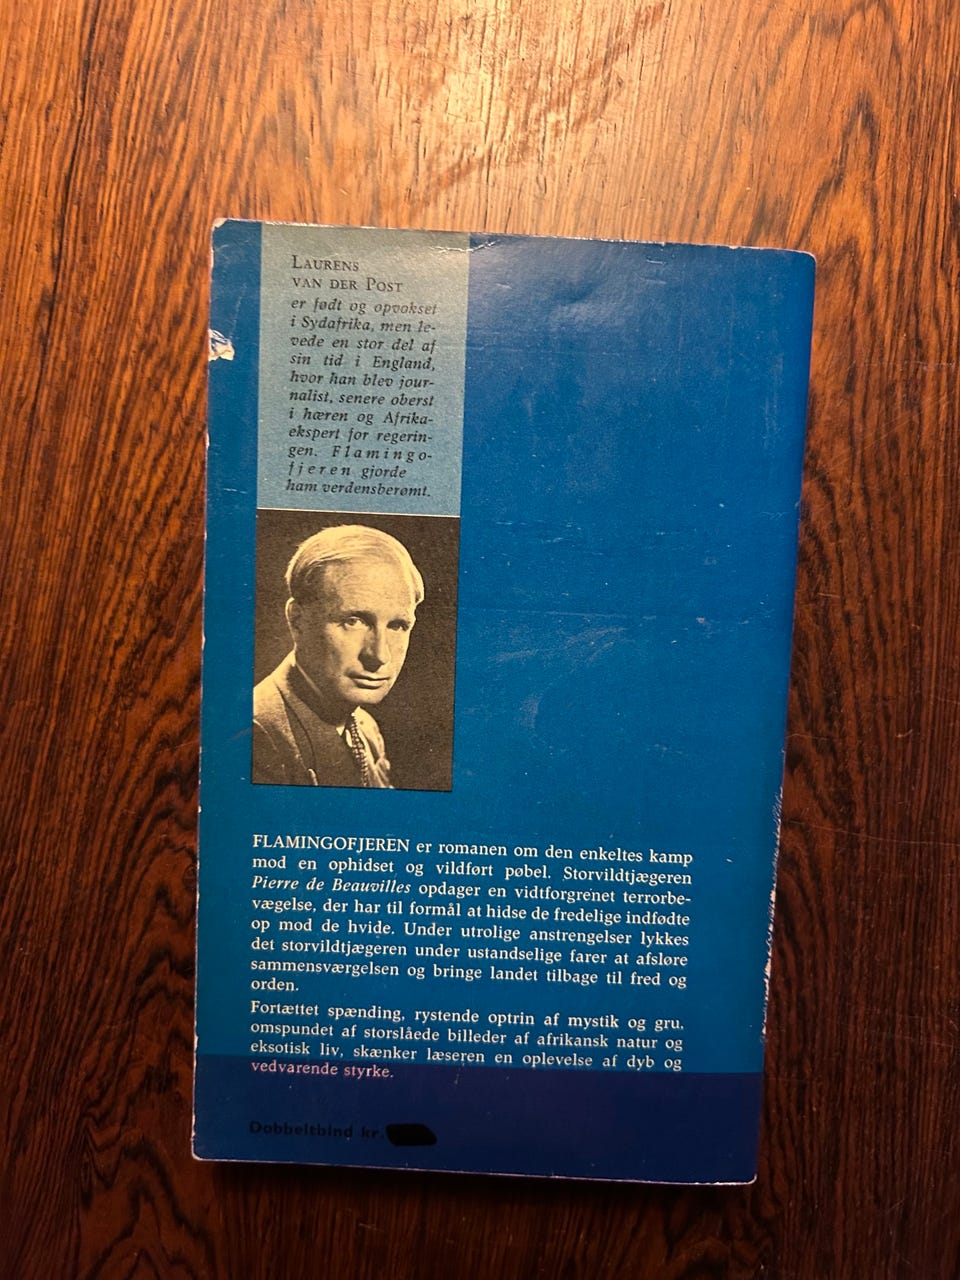 LAURENS
VAN DER POST
er født og opvokset
i Sydafrika, men le-
vede en stor del af
sin tid i England,
hvor han blev jour-
nalist, senere oberst
i hæren og Afrika-
ekspert for regerin-
gen. Flamingo-
fjeren gjorde
ham verdensberømt.
FLAMINGOFJEREN er romanen om den enkeltes kamp
mod en ophidset og vildført pøbel. Storvildtjægeren
Pierre de Beauvilles opdager en vidtforgrenet terrorbe-
vægelse, der har til formål at hidse de fredelige indfødte
op mod de hvide. Under utrolige anstrengelser lykkes
det storvildtjægeren under ustandselige farer at afsløre
sammensværgelsen og bringe landet tilbage til fred og
orden.
Fortættet spænding, rystende optrin af mystik og gru,
omspundet af storslåede billeder af afrikansk natur og
eksotisk liv, skænker læseren en oplevelse af dyb og
vedvarende styrke.
Dobbeltbind kr.